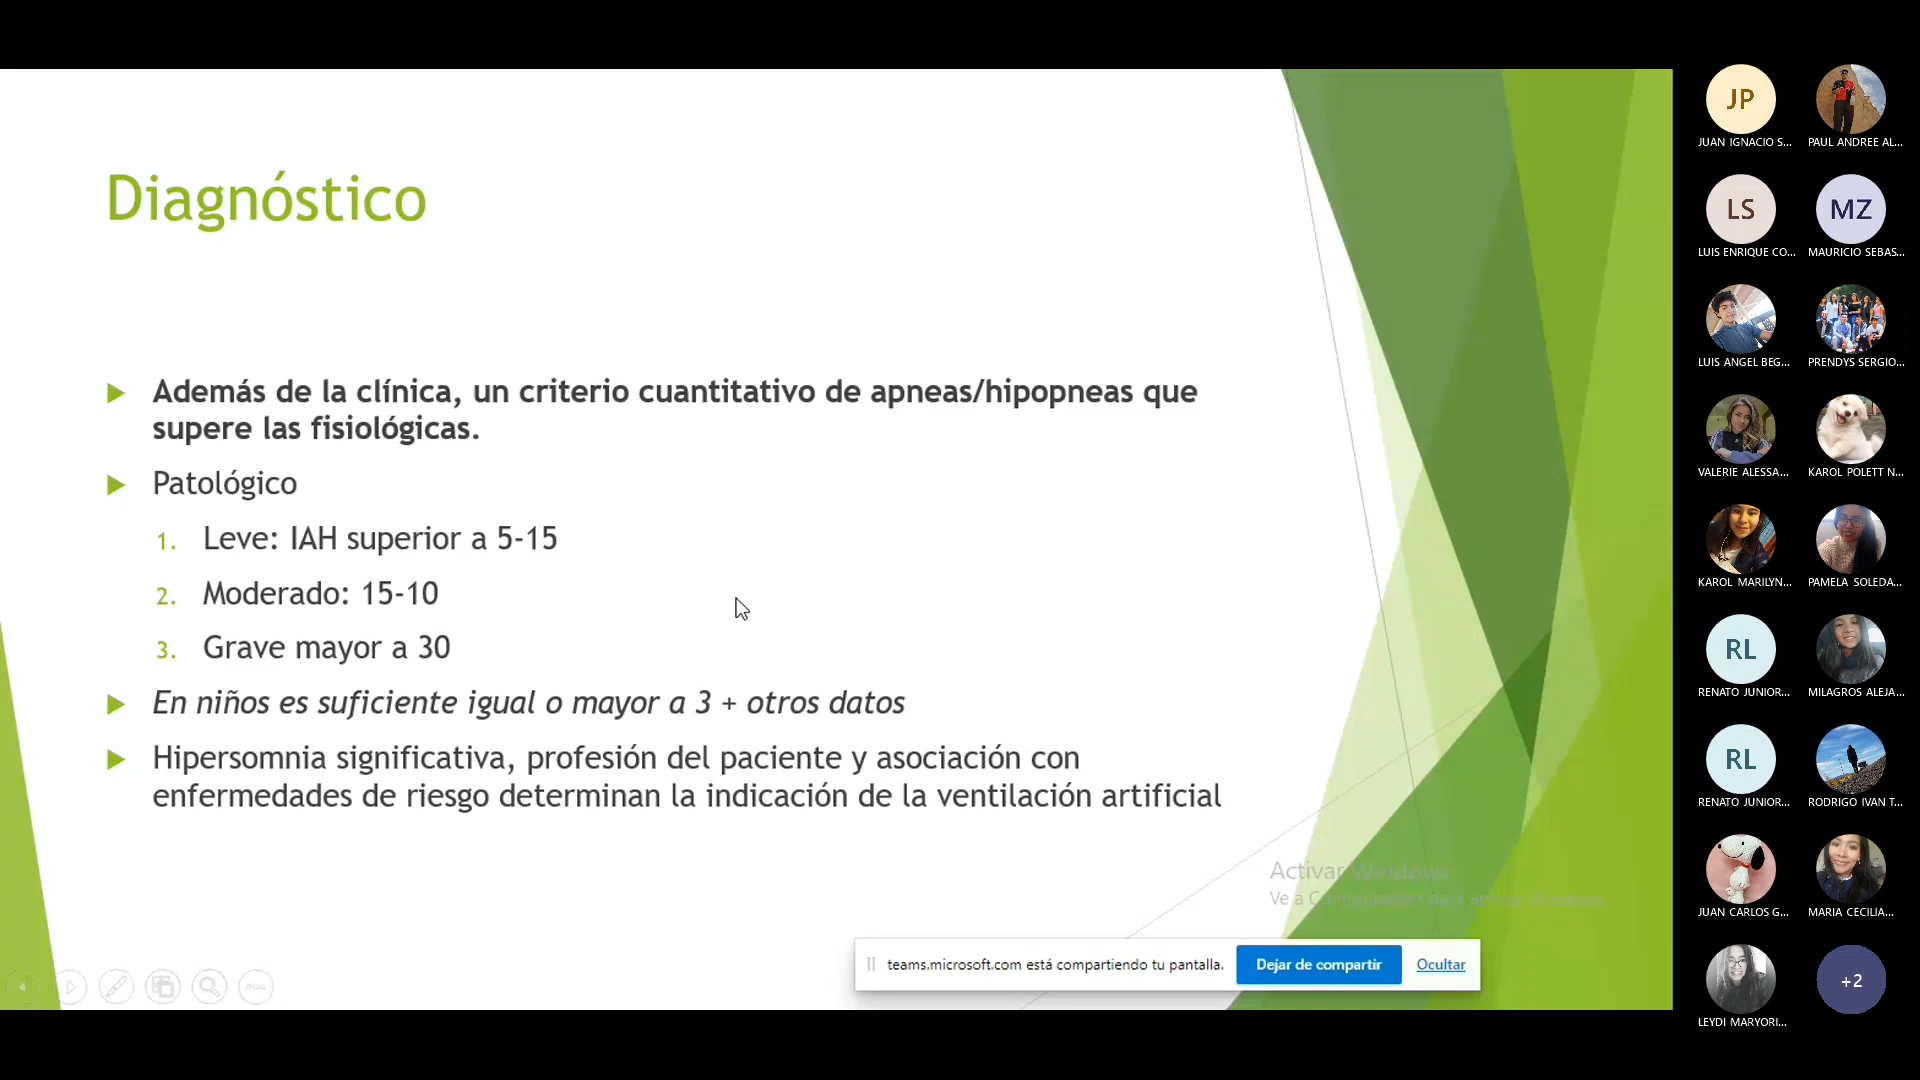 Diagnóstico
Además de la clínica, un criterio cuantitativo de apneas/hipopneas que
supere las fisiológicas.
Patológico
1. Leve: IAH superior a 5-15
2. Moderado: 15-10
3. Grave mayor a 30
En niños es suficiente igual o mayor a 3 + otros datos
Hipersomnia significativa, profesión del paciente y asociación con
enfermedades de riesgo determinan la indicación de la ventilación artificial
Activar Windows
Ve a Configuración para activar Windows.
teams.microsoft.com está compartiendo tu pantalla. Dejar de compartir Ocultar
JP
JUAN IGNACIO S... PAUL ANDREE AL...
LS MZ
LUIS ENRIQUE CO... MAURICIO SEBAS...
LUIS ANGEL BEG... PRENDYS SERGIO...
VALERIE ALESSA... KAROL POLETT N...
KAROL MARILYN... PAMELA SOLEDA...
RL
RENATO JUNIOR... MILAGROS ALEJA...
RL
RENATO JUNIOR... RODRIGO IVAN T...
JUAN CARLOS G... MARIA CECILIA...
+2
LEYDI MARYORI...